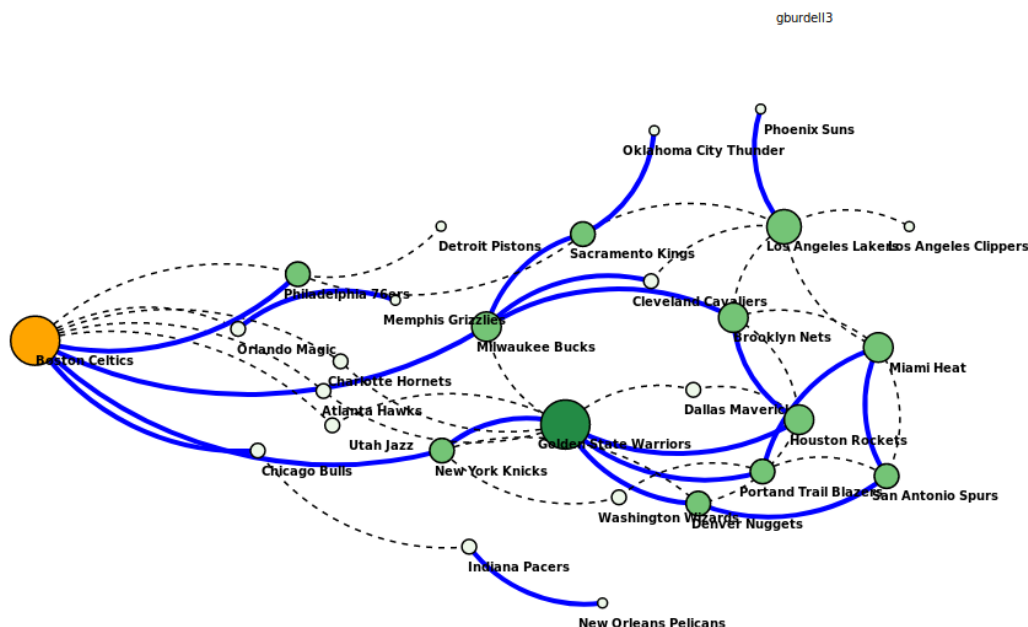 gburdell3
Phoenix Suns
Oklahoma City Thunder
Detroit Pistons
Sacramento Kings
Los Angeles Lakers
Los Angeles Clippers
Philadelphia 76ers
Cleveland Cavaliers
Memphis Grizzlies
Brooklyn Nets
Orlando Magic
Milwaukee Bucks
Boston Celtics
Miami Heat
Charlotte Hornets
Atlanta Hawks
Dallas Mavericks
Houston Rockets
Utah Jazz
Golden State Warriors
Chicago Bulls
New York Knicks
Portand Trail Blazers
San Antonio Spurs
Washington Wizards
Denver Nuggets
Indiana Pacers
New Orleans Pelicans